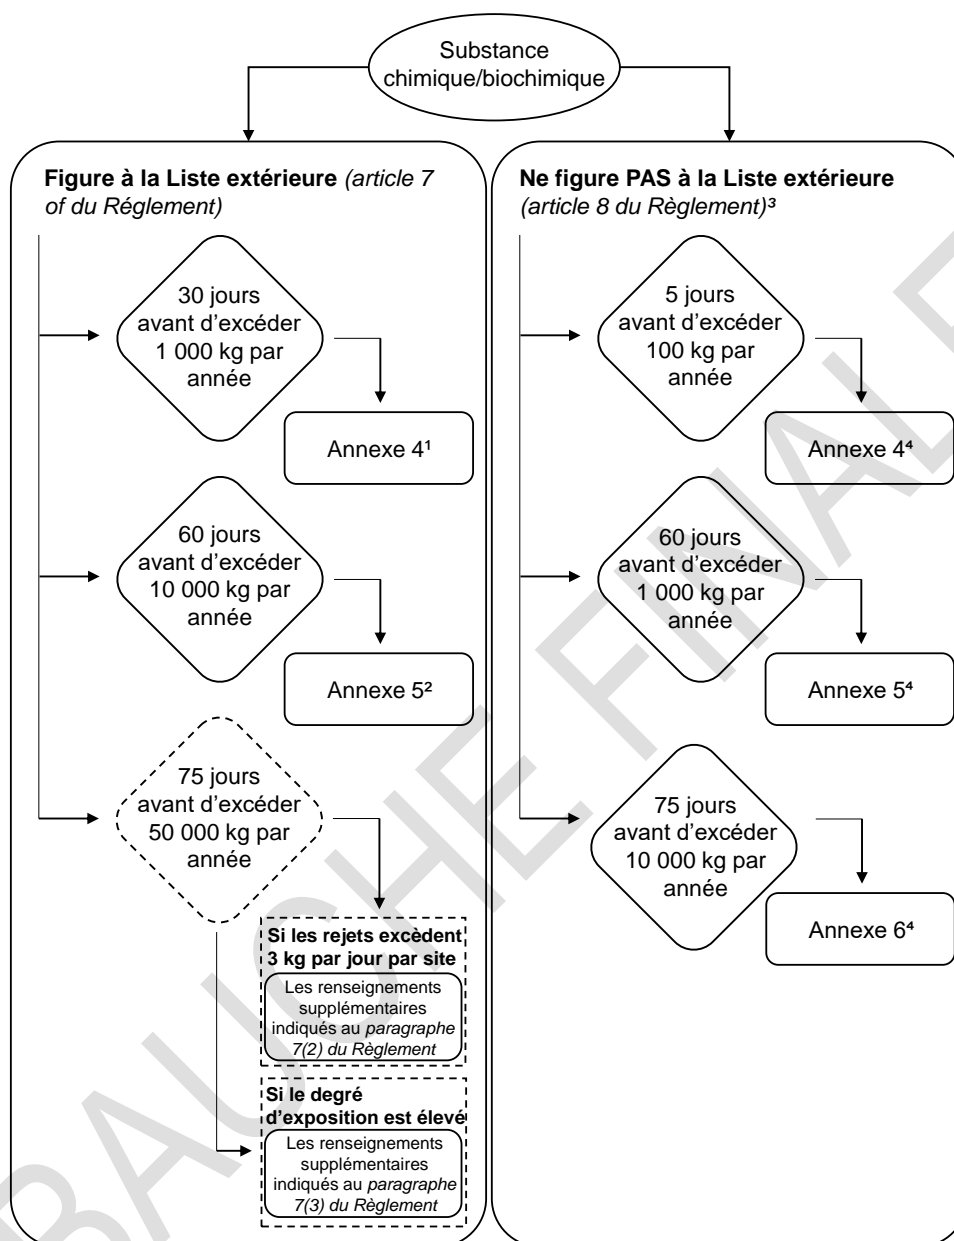 Substance
chimique/biochimique
Figure à la Liste extérieure (article 7
of du Réglement)
30 jours
avant d’excéder
1 000 kg par
année
Annexe 4¹
60 jours
avant d’excéder
10 000 kg par
année
Annexe 5²
75 jours
avant d’excéder
50 000 kg par
année
Si les rejets excèdent
3 kg par jour par site
Les renseignements
supplémentaires
indiqués au paragraphe
7(2) du Règlement
Si le degré
d’exposition est élevé
Les renseignements
supplémentaires
indiqués au paragraphe
7(3) du Règlement
Ne figure PAS à la Liste extérieure
(article 8 du Règlement)³
5 jours
avant d’excéder
100 kg par
année
Annexe 4⁴
60 jours
avant d’excéder
1 000 kg par
année
Annexe 5⁴
75 jours
avant d’excéder
10 000 kg par
année
Annexe 6⁴
BAUCHE FINALE